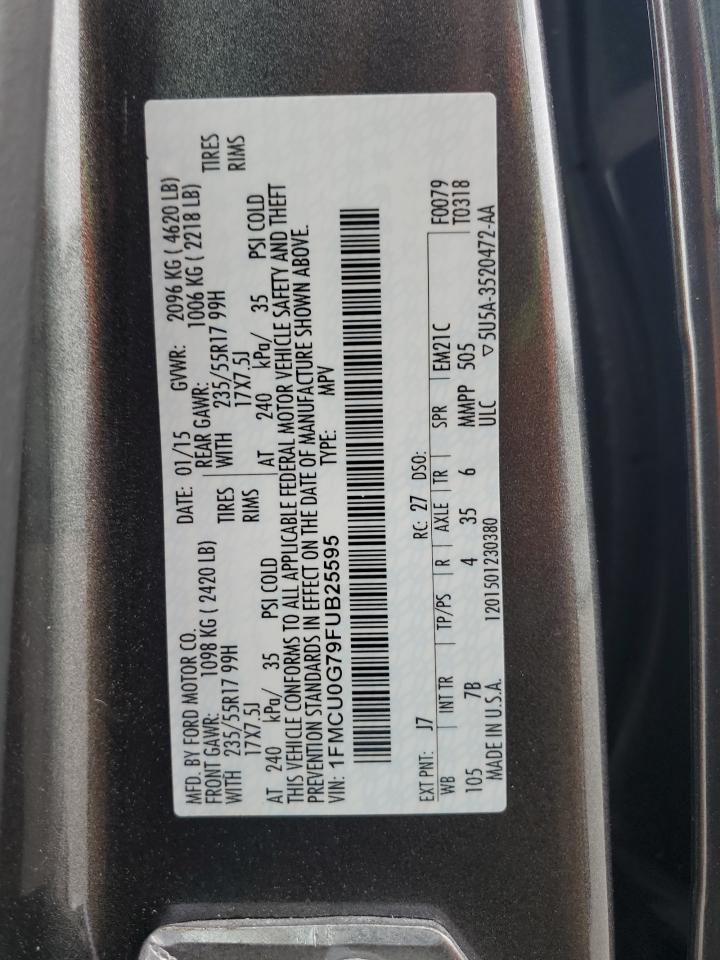 MFD. BY FORD MOTOR CO.
DATE: 01/15 GVWR: 2096 KG ( 4620 LB)
FRONT GAWR: 1098 KG ( 2420 LB) REAR GAWR: 1006 KG ( 2218 LB)
WITH 235/55R17 99H TIRES WITH 235/55R17 99H TIRES
17X7.5J RIMS 17X7.5J RIMS
AT 240 kPa/ 35 PSI COLD AT 240 kPa/ 35 PSI COLD
THIS VEHICLE CONFORMS TO ALL APPLICABLE FEDERAL MOTOR VEHICLE SAFETY AND THEFT
PREVENTION STANDARDS IN EFFECT ON THE DATE OF MANUFACTURE SHOWN ABOVE.
VIN: 1FMCU0G79FUB25595 TYPE: MPV
EXT PNT: J7 RC: 27 DSO: F0079
WB INT TR TP/PS R AXLE TR SPR EM21C T0318
105 7B 4 35 6 MMPP 505
MADE IN U.S.A. 1201501230380 ULC ▽5U5A-3520472-AA